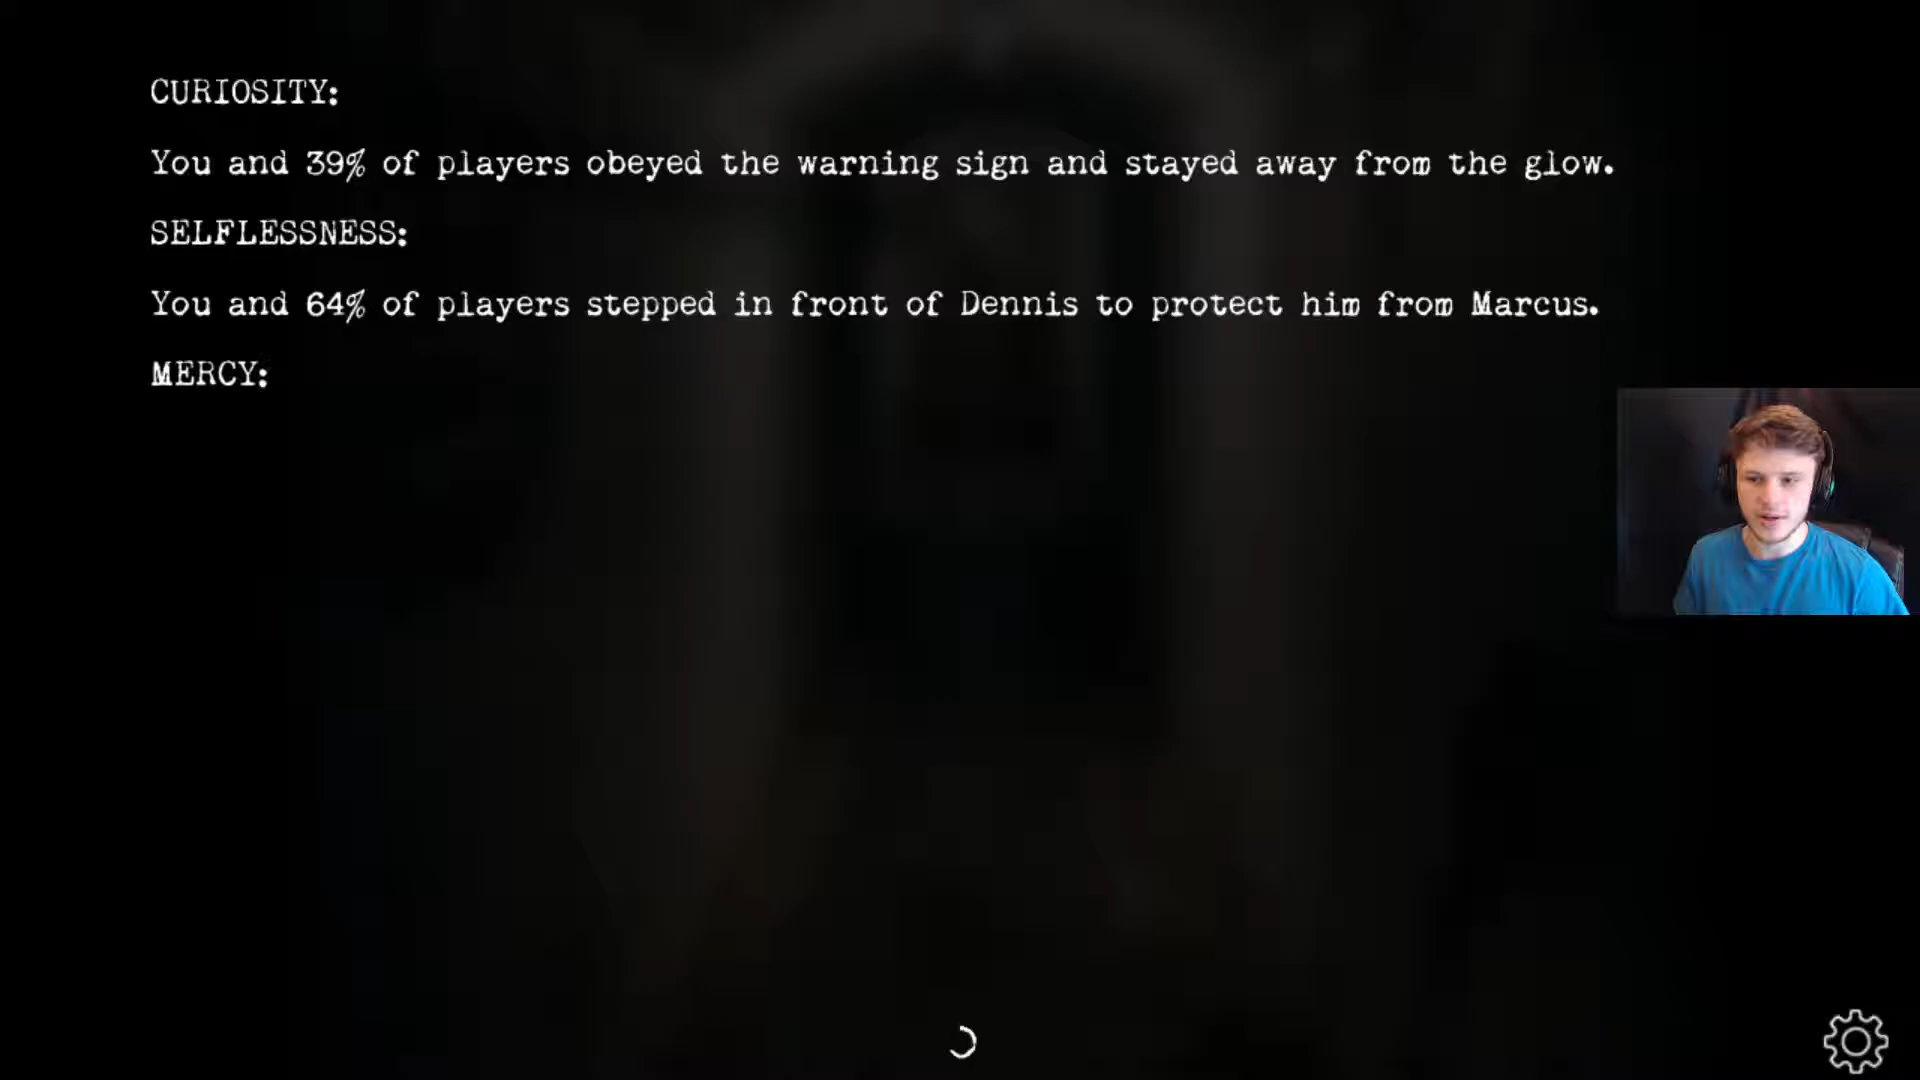 CURIOSITY:
You and 39% of players obeyed the warning sign and stayed away from the glow.
SELFLESSNESS:
You and 64% of players stepped in front of Dennis to protect him from Marcus.
MERCY: